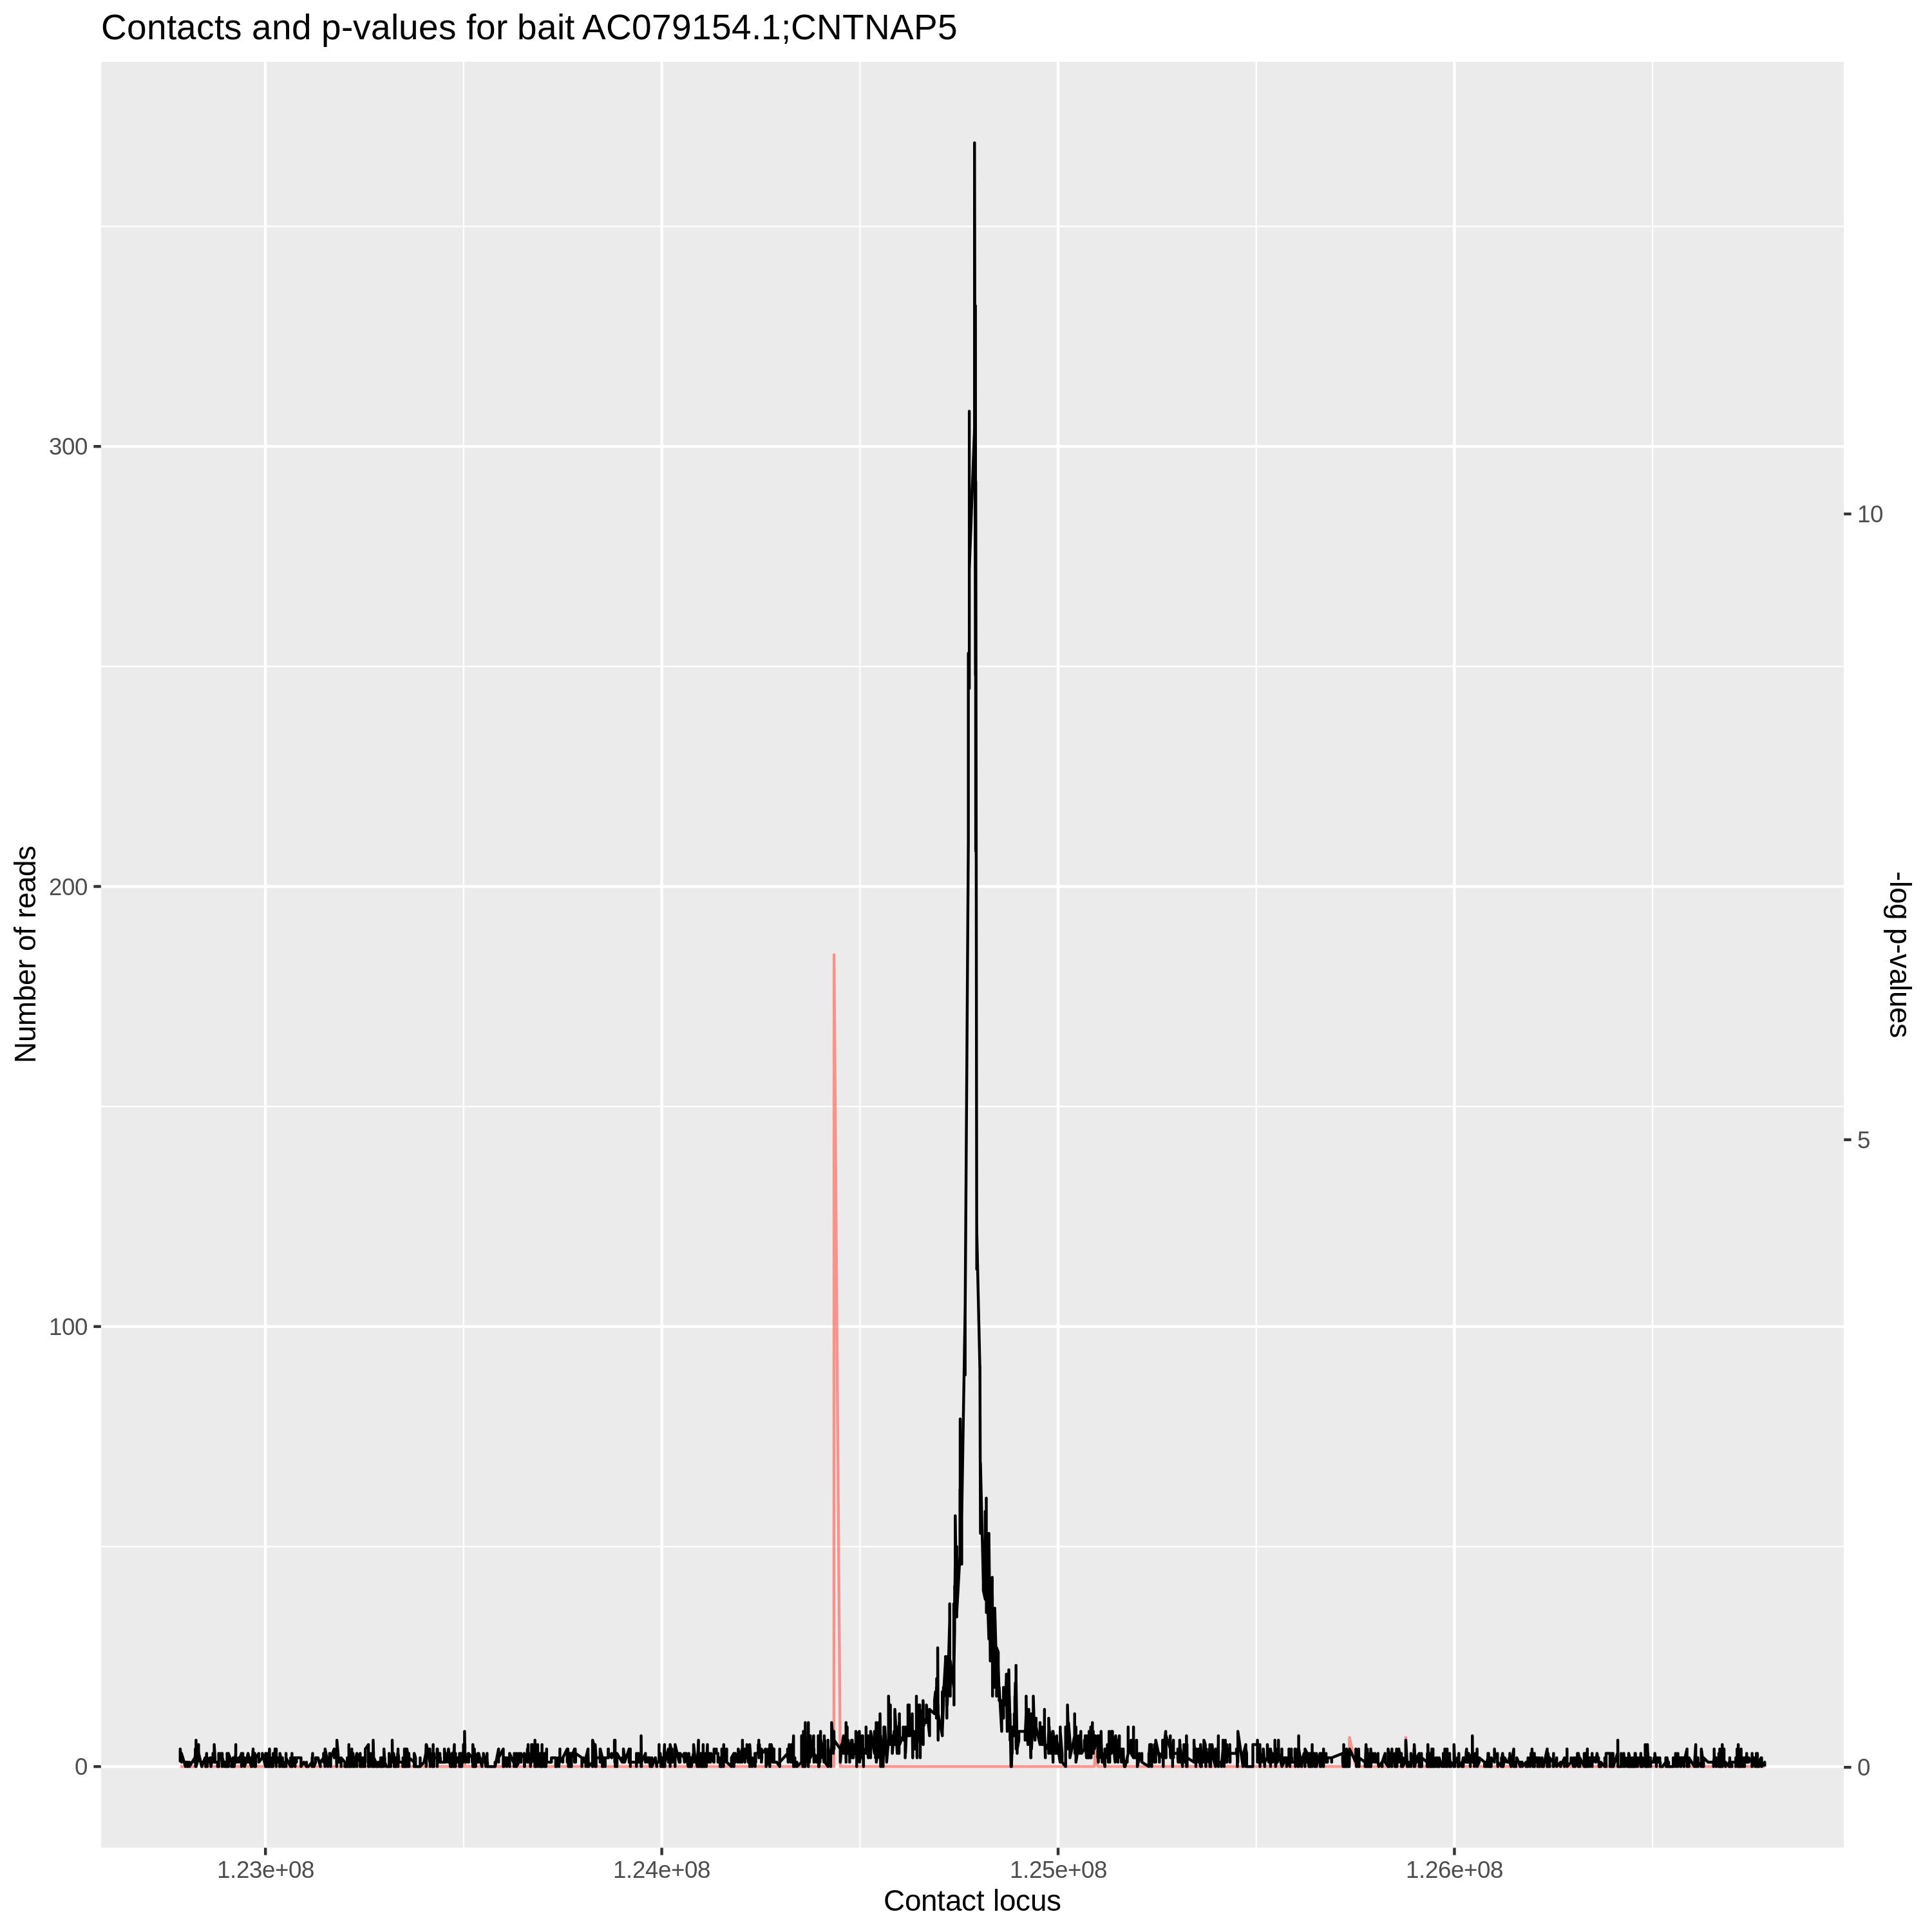 Contacts and p-values for bait AC079154.1;CNTNAP5
Number of reads
300
200
100
0
10
5
0
-log p-values
1.23e+08
1.24e+08
1.25e+08
1.26e+08
Contact locus